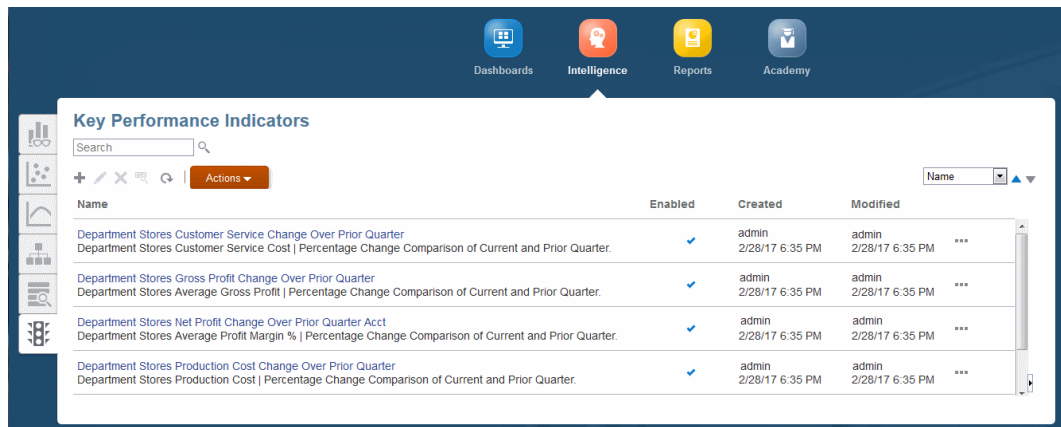 Dashboards Intelligence Reports Academy
Key Performance Indicators
Search
Actions
Name
Name Enabled Created Modified
Department Stores Customer Service Change Over Prior Quarter admin admin
Department Stores Customer Service Cost | Percentage Change Comparison of Current and Prior Quarter. 2/28/17 6:35 PM 2/28/17 6:35 PM
Department Stores Gross Profit Change Over Prior Quarter admin admin
Department Stores Average Gross Profit | Percentage Change Comparison of Current and Prior Quarter. 2/28/17 6:35 PM 2/28/17 6:35 PM
Department Stores Net Profit Change Over Prior Quarter Acct admin admin
Department Stores Average Profit Margin % | Percentage Change Comparison of Current and Prior Quarter. 2/28/17 6:35 PM 2/28/17 6:35 PM
Department Stores Production Cost Change Over Prior Quarter admin admin
Department Stores Production Cost | Percentage Change Comparison of Current and Prior Quarter. 2/28/17 6:35 PM 2/28/17 6:35 PM